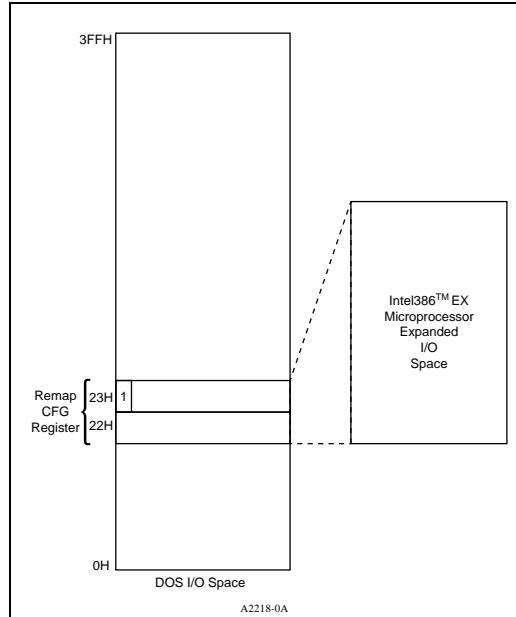 3FFH
Intel386™ EX
Microprocessor
Expanded
I/O
Space
Remap
CFG
Register
23H
1
22H
0H
DOS I/O Space
A2218-0A